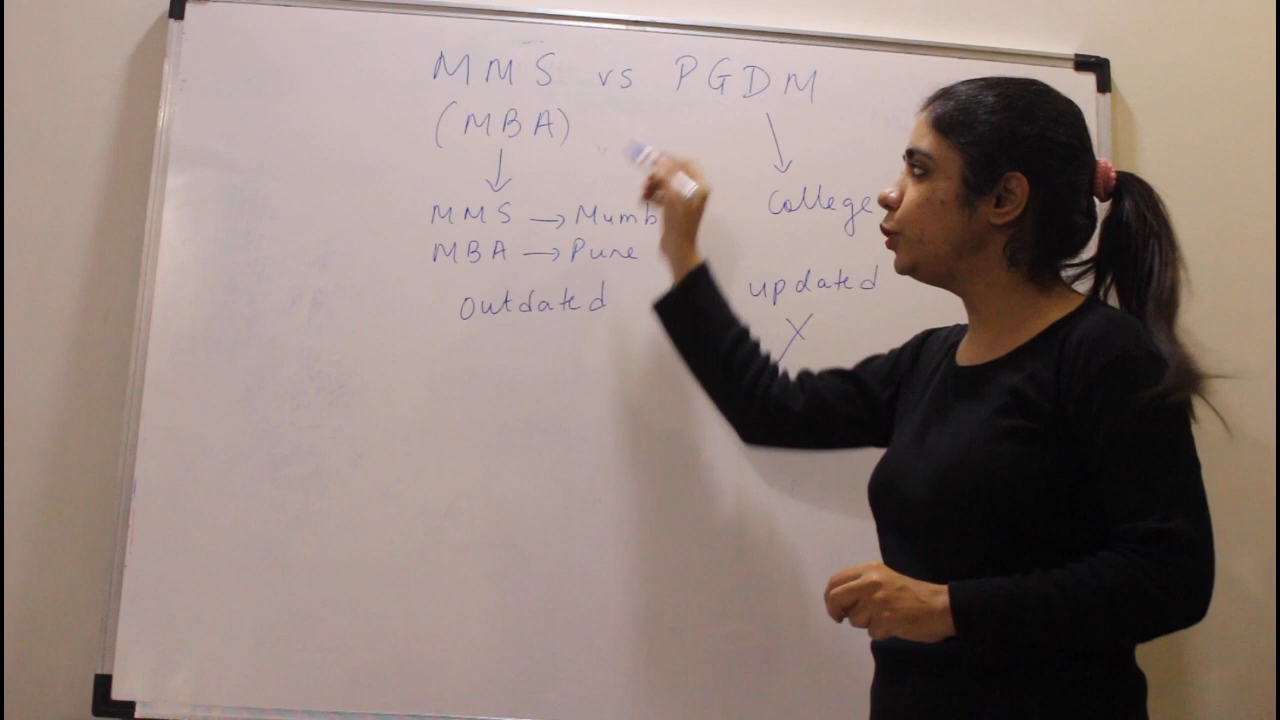 MMS vs PGDM
(MBA)
MMS → Mumb
MBA → Pune
outdated
college
updated
X